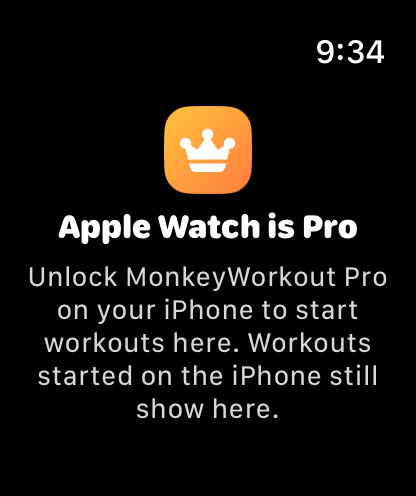 9:34
Apple Watch is Pro
Unlock MonkeyWorkout Pro
on your iPhone to start
workouts here. Workouts
started on the iPhone still
show here.